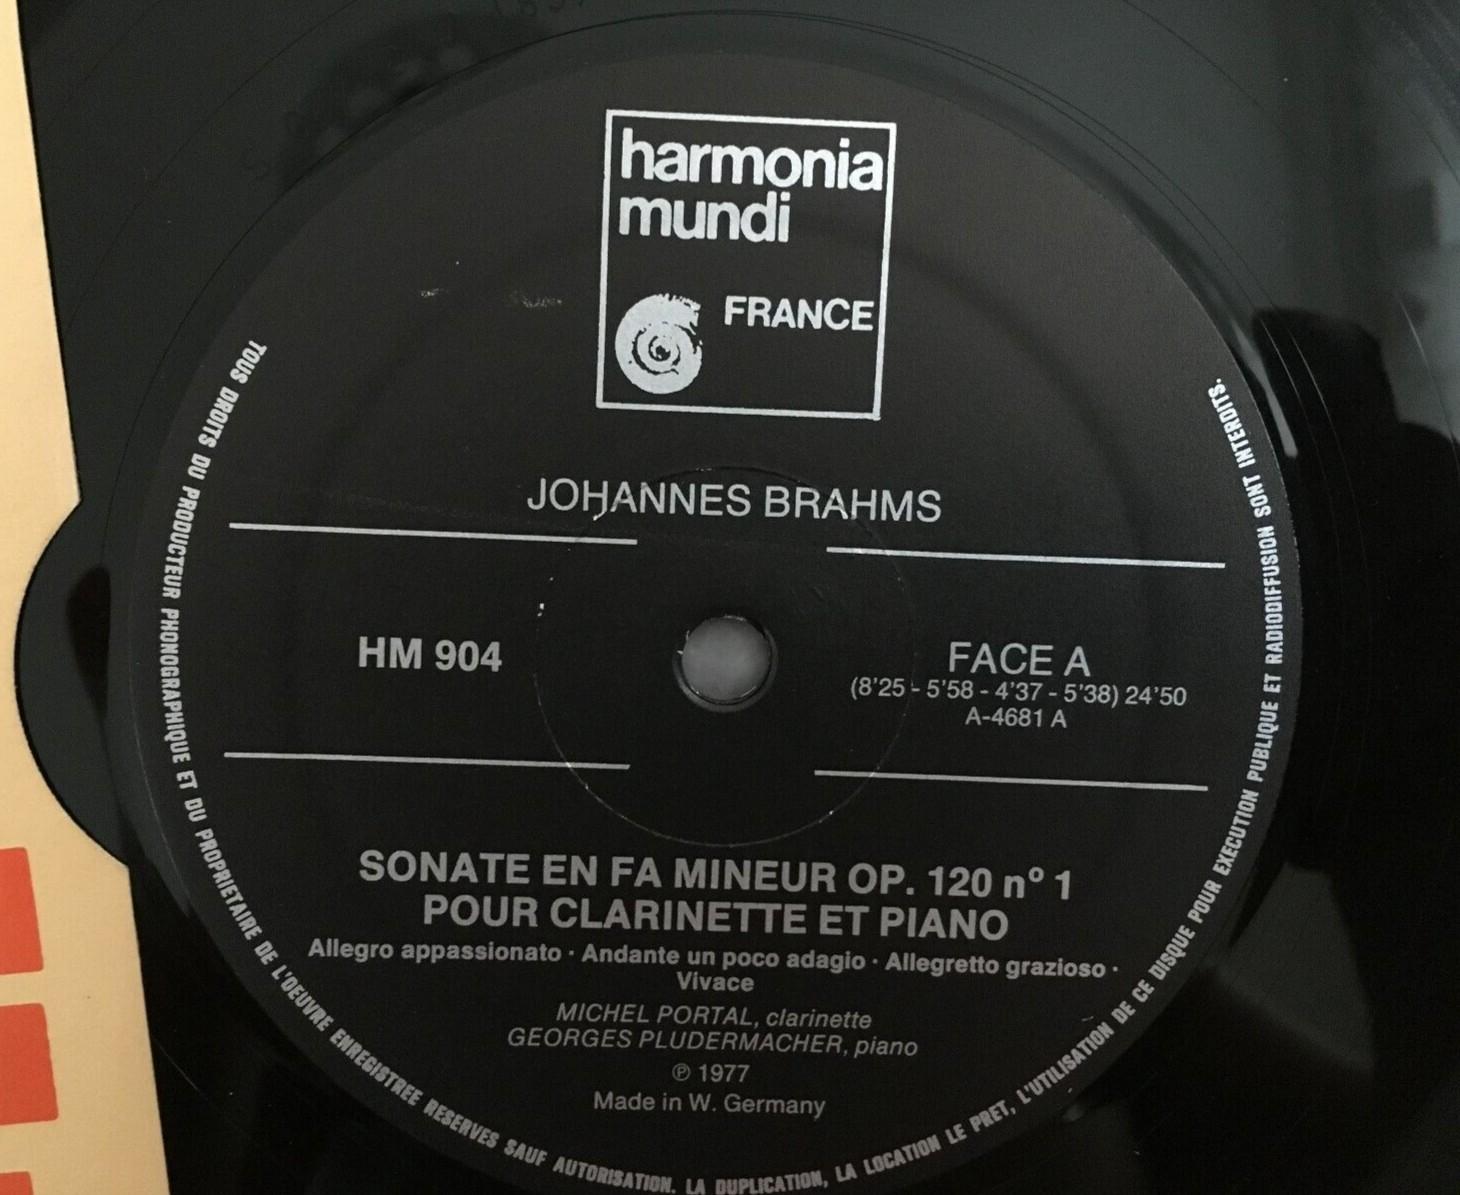 harmonia
mundi
FRANCE
JOHANNES BRAHMS
HM 904
FACE A
(8'25 - 5'58 - 4'37 - 5'38) 24'50
A-4681 A
SONATE EN FA MINEUR OP. 120 nº 1
POUR CLARINETTE ET PIANO
Allegro appassionato · Andante un poco adagio · Allegretto grazioso ·
Vivace
MICHEL PORTAL, clarinette
GEORGES PLUDERMACHER, piano
℗ 1977
Made in W. Germany
TOUS DROITS DU PRODUCTEUR PHONOGRAPHIQUE ET DU PROPRIETAIRE DE L'OEUVRE ENREGISTREE RESERVES SAUF AUTORISATION. LA DUPLICATION, LA LOCATION LE PRET, L'UTILISATION DE CE DISQUE POUR EXECUTION PUBLIQUE ET RADIODIFFUSION SONT INTERDITS.